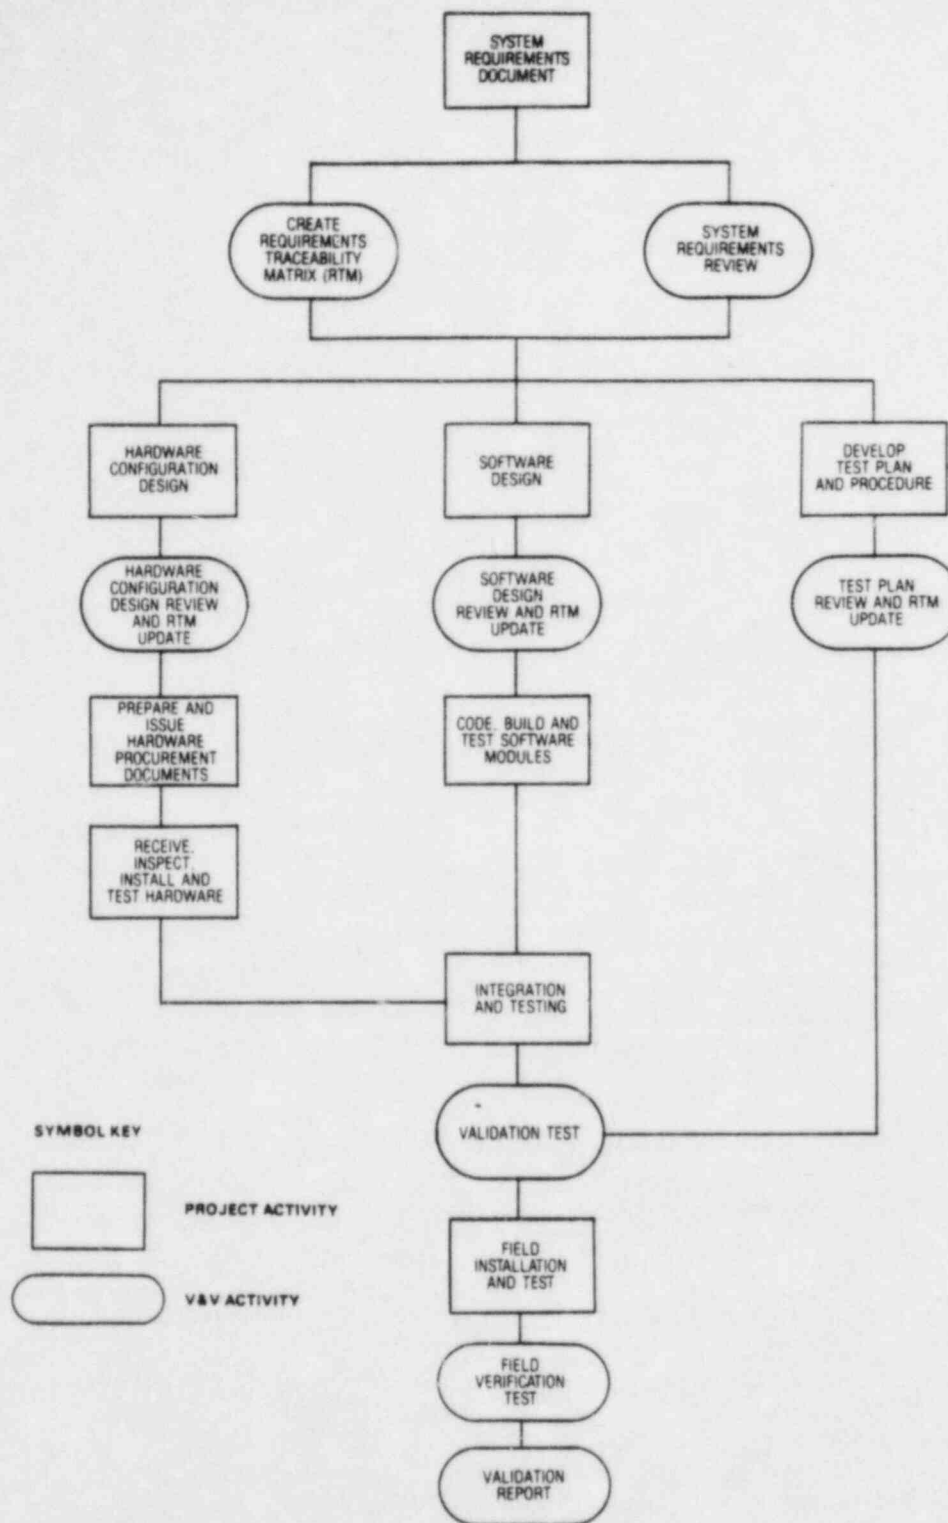 SYSTEM
REQUIREMENTS
DOCUMENT
CREATE
REQUIREMENTS
TRACEABILITY
MATRIX (RTM)
SYSTEM
REQUIREMENTS
REVIEW
HARDWARE
CONFIGURATION
DESIGN
SOFTWARE
DESIGN
DEVELOP
TEST PLAN
AND PROCEDURE
HARDWARE
CONFIGURATION
DESIGN REVIEW
AND RTM
UPDATE
SOFTWARE
DESIGN
REVIEW AND RTM
UPDATE
TEST PLAN
REVIEW AND RTM
UPDATE
PREPARE AND
ISSUE
HARDWARE
PROCUREMENT
DOCUMENTS
CODE, BUILD AND
TEST SOFTWARE
MODULES
RECEIVE,
INSPECT,
INSTALL AND
TEST HARDWARE
INTEGRATION
AND TESTING
VALIDATION TEST
SYMBOL KEY
PROJECT ACTIVITY
V&V ACTIVITY
FIELD
INSTALLATION
AND TEST
FIELD
VERIFICATION
TEST
VALIDATION
REPORT